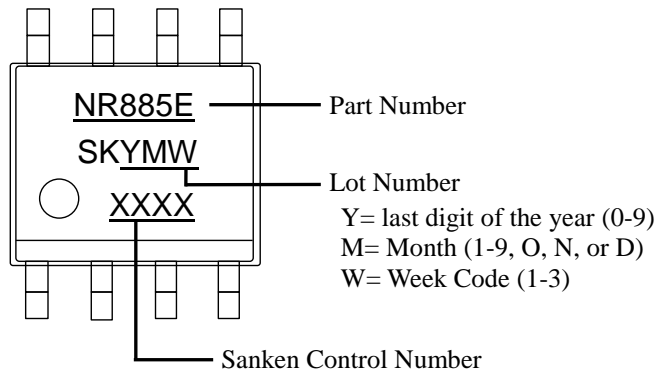 NR885E
Part Number
SKYMW
Lot Number
XXXX
Y= last digit of the year (0-9)
M= Month (1-9, O, N, or D)
W= Week Code (1-3)
Sanken Control Number